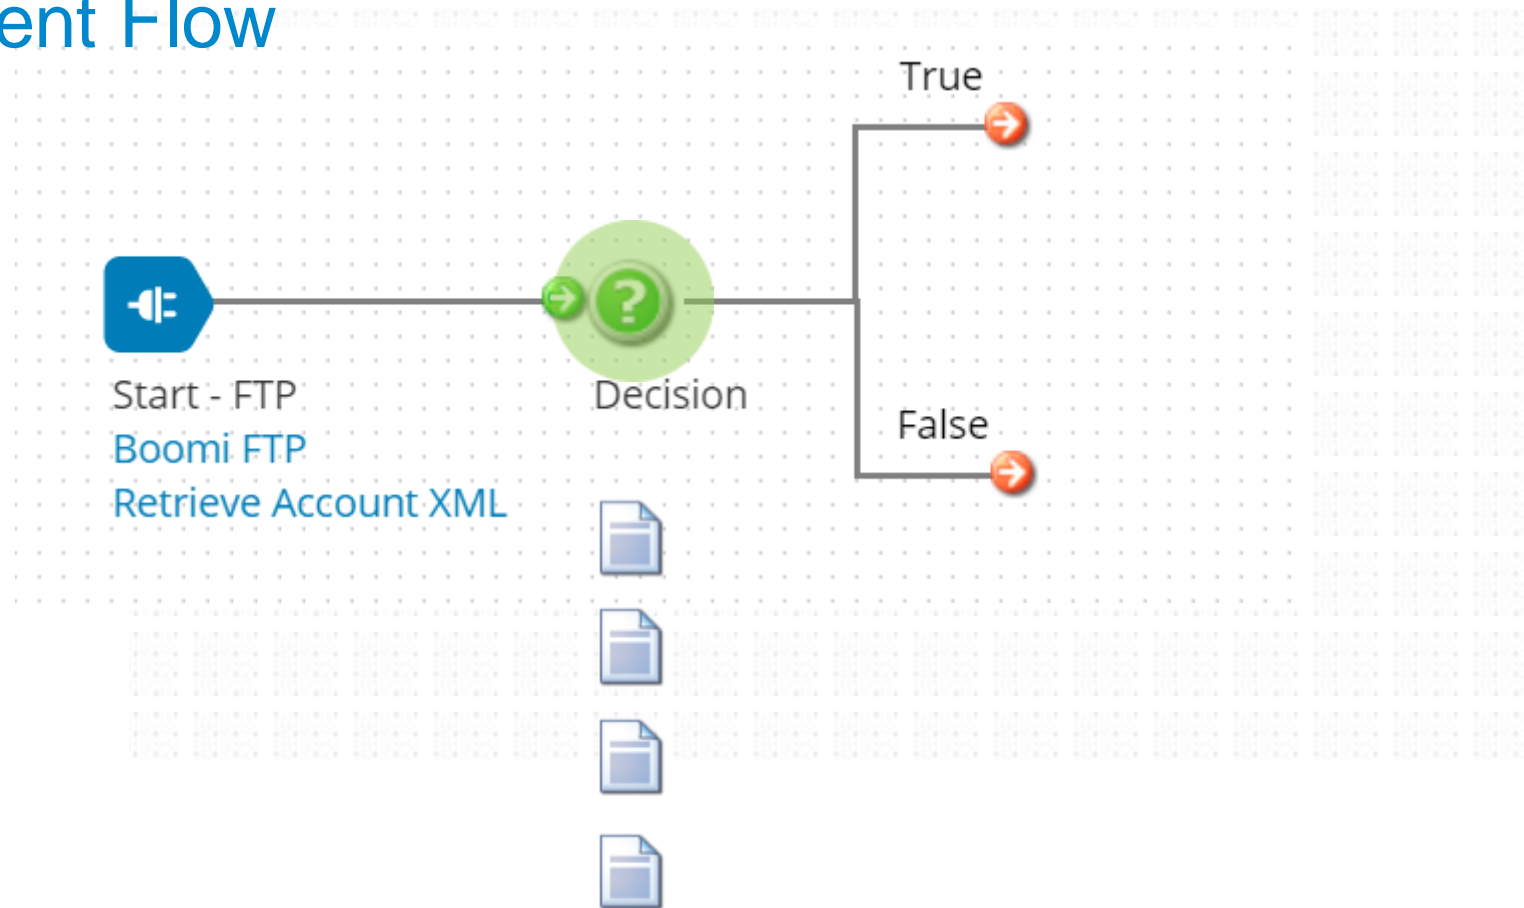 ent Flow
True
Start - FTP
Boomi FTP
Retrieve Account XML
?
Decision
False